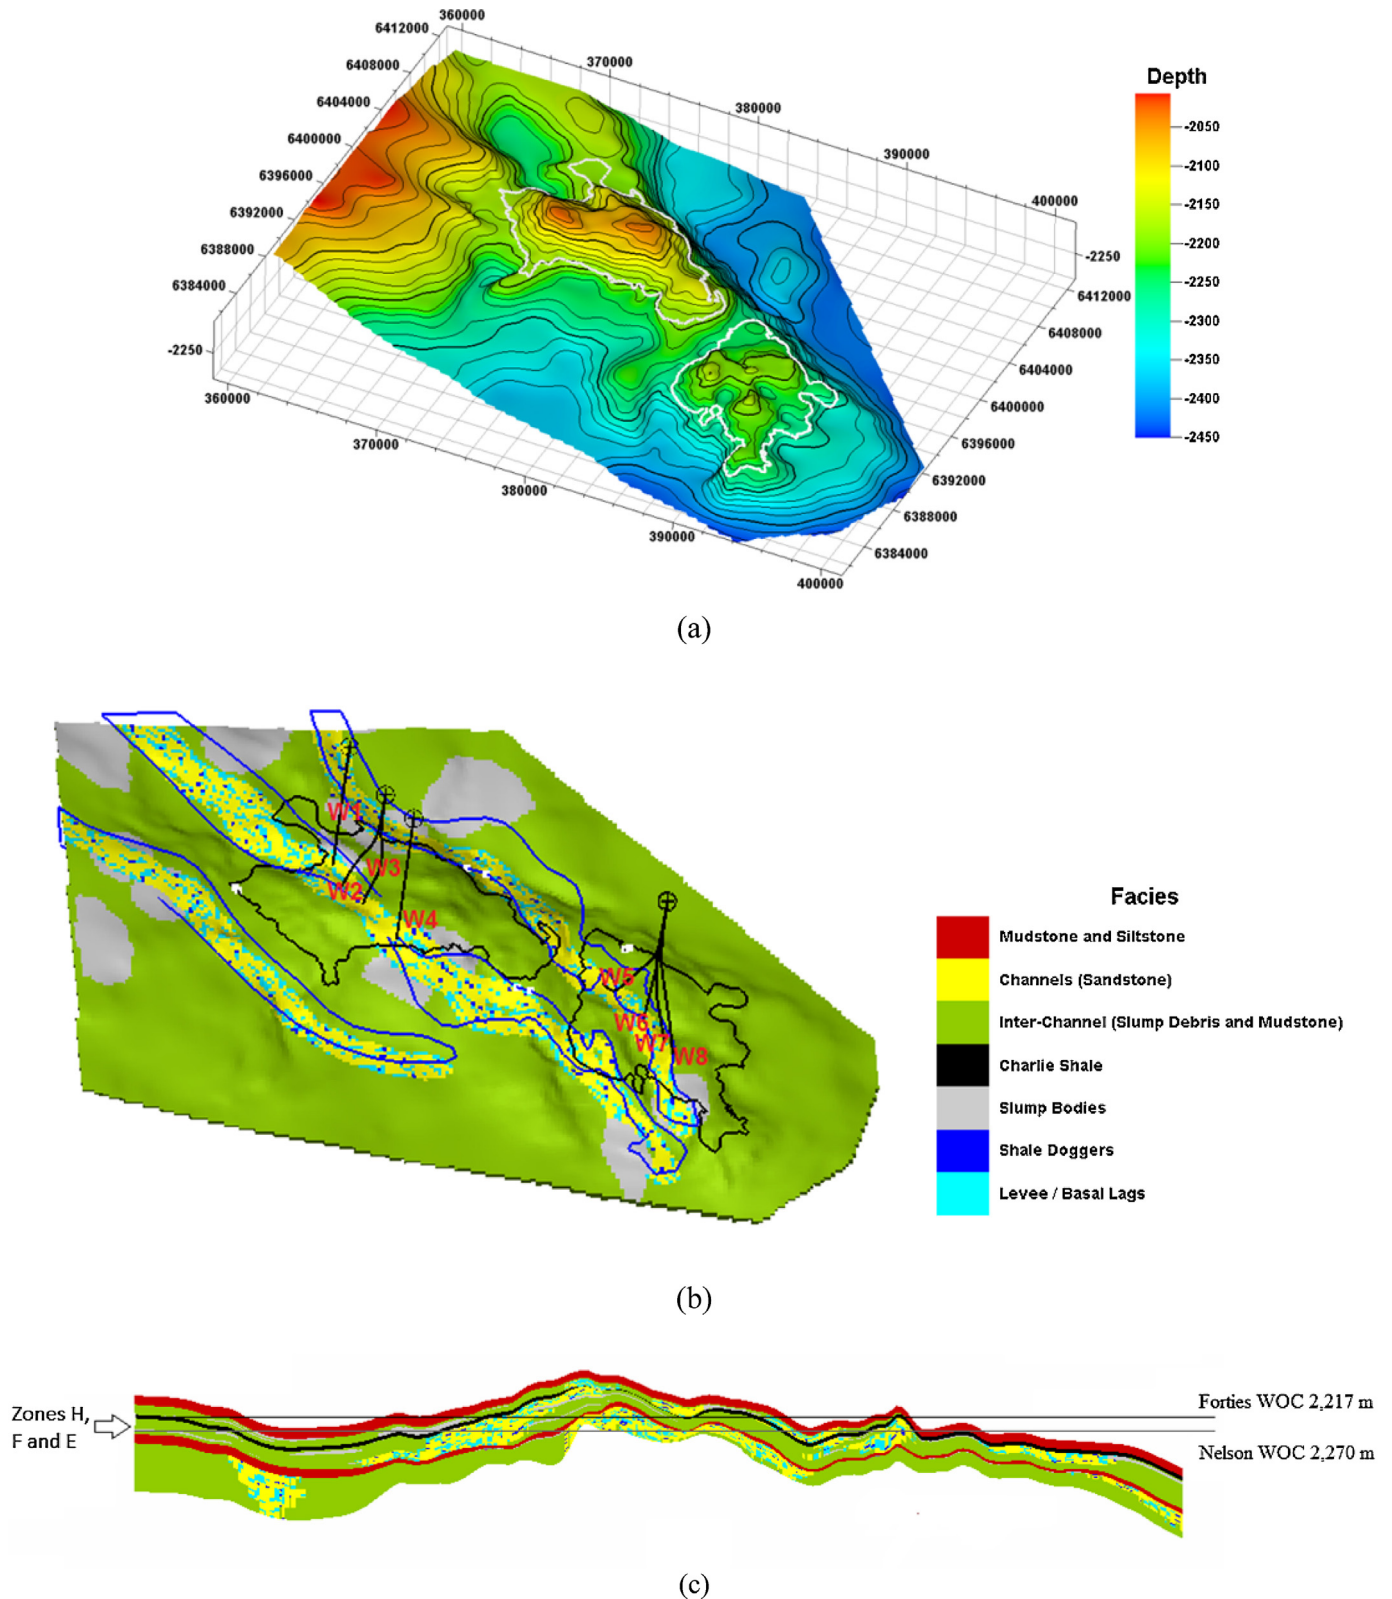 360000
6412000
370000
6408000
380000
6404000
390000
6400000
400000
6396000
6392000
-2250
6388000
6412000
6384000
6408000
-2250
6404000
360000
6400000
370000
6396000
380000
6392000
390000
6388000
400000
6384000
Depth
-2050
-2100
-2150
-2200
-2250
-2300
-2350
-2400
-2450
(a)
W1
W3
W2
W4
W5
W6
W7
W8
Facies
Mudstone and Siltstone
Channels (Sandstone)
Inter-Channel (Slump Debris and Mudstone)
Charlie Shale
Slump Bodies
Shale Doggers
Levee / Basal Lags
(b)
Zones H,
F and E
Forties WOC 2,217 m
Nelson WOC 2,270 m
(c)